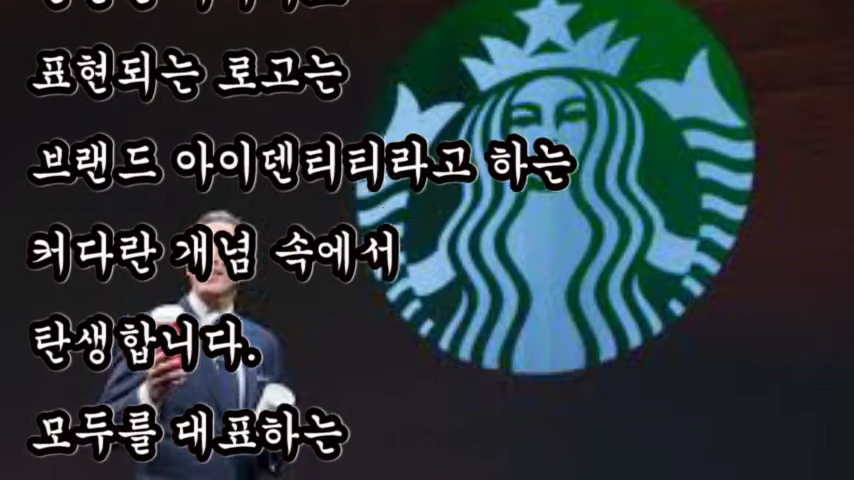 표현되는 로고는
브랜드 아이덴티티라고 하는
커다란 개념 속에서
탄생합니다.
모두를 대표하는